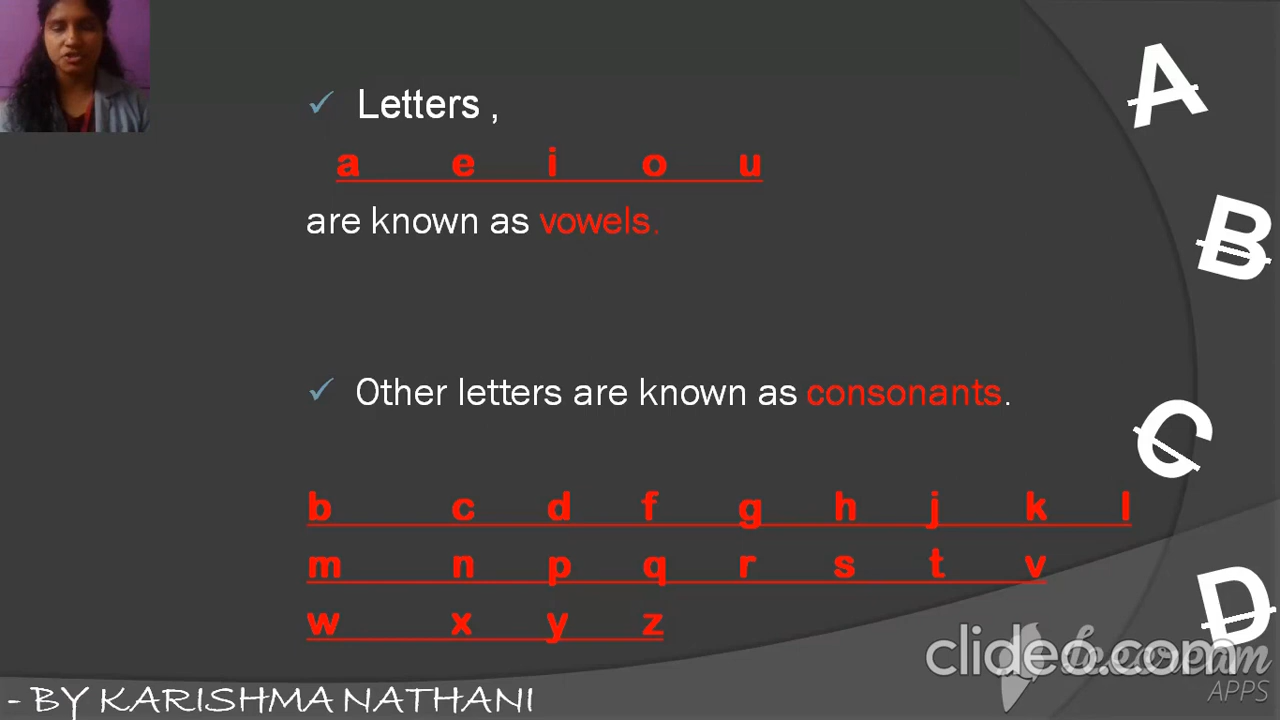 ✓ Letters ,
a e i o u
are known as vowels.
✓ Other letters are known as consonants.
b c d f g h j k l
m n p q r s t v
w x y z
A
B
C
D
clideo.com
APPS
- BY KARISHMA NATHANI